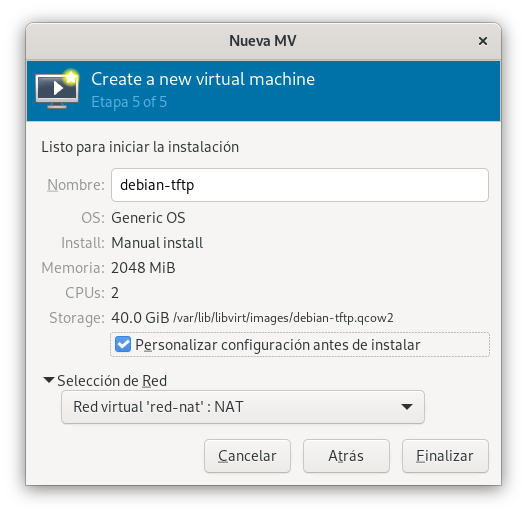 Nueva MV
Create a new virtual machine
Etapa 5 of 5
Listo para iniciar la instalación
Nombre: debian-tftp
OS: Generic OS
Install: Manual install
Memoria: 2048 MiB
CPUs: 2
Storage: 40.0 GiB /var/lib/libvirt/images/debian-tftp.qcow2
Personalizar configuración antes de instalar
Selección de Red
Red virtual 'red-nat' : NAT
Cancelar Atrás Finalizar